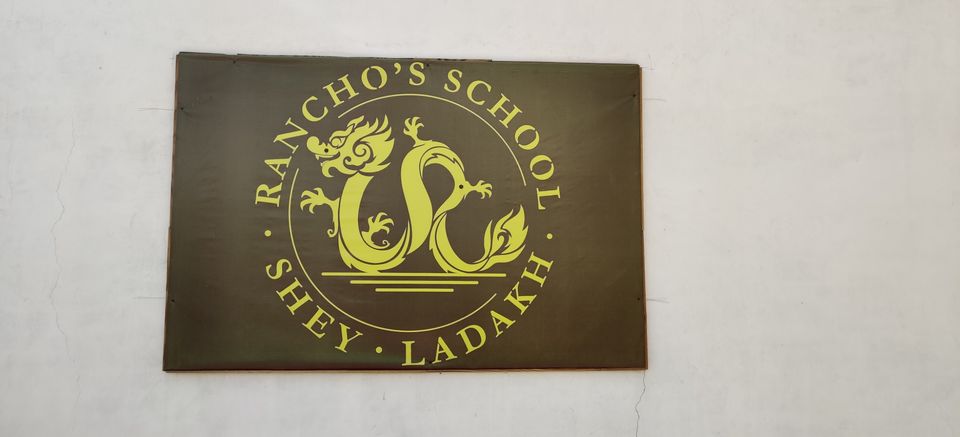 RANCHO'S SCHOOL
· SHEY · LADAKH ·